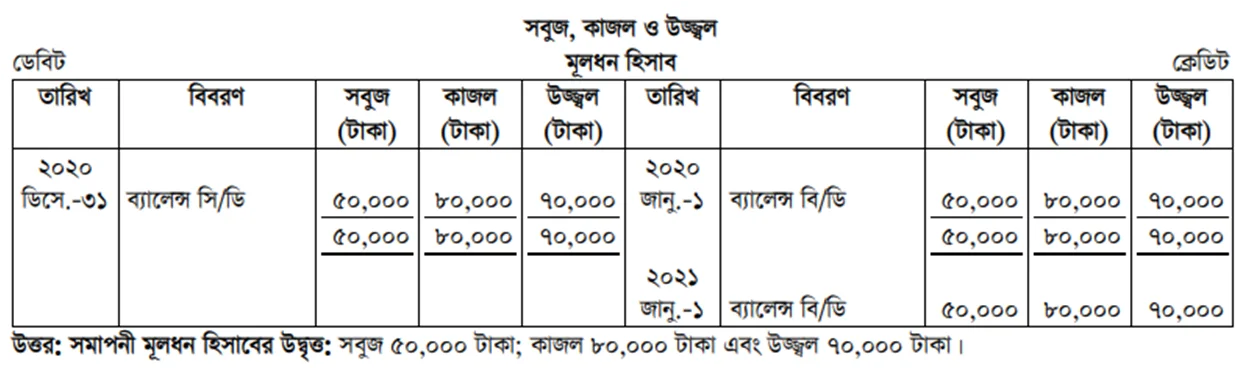 সবুজ, কাজল ও উজ্জ্বল
ডেবিট মূলধন হিসাব ক্রেডিট
তারিখ বিবরণ সবুজ (টাকা) কাজল (টাকা) উজ্জ্বল (টাকা) তারিখ বিবরণ সবুজ (টাকা) কাজল (টাকা) উজ্জ্বল (টাকা)
২০২০ ২০২০
ডিসে.-৩১ ব্যালেন্স সি/ডি ৫০,০০০ ৮০,০০০ ৭০,০০০ জানু.-১ ব্যালেন্স বি/ডি ৫০,০০০ ৮০,০০০ ৭০,০০০
৫০,০০০ ৮০,০০০ ৭০,০০০ ৫০,০০০ ৮০,০০০ ৭০,০০০
২০২১
জানু.-১ ব্যালেন্স বি/ডি ৫০,০০০ ৮০,০০০ ৭০,০০০
উত্তর: সমাপনী মূলধন হিসাবের উদ্বৃত্ত: সবুজ ৫০,০০০ টাকা; কাজল ৮০,০০০ টাকা এবং উজ্জ্বল ৭০,০০০ টাকা।